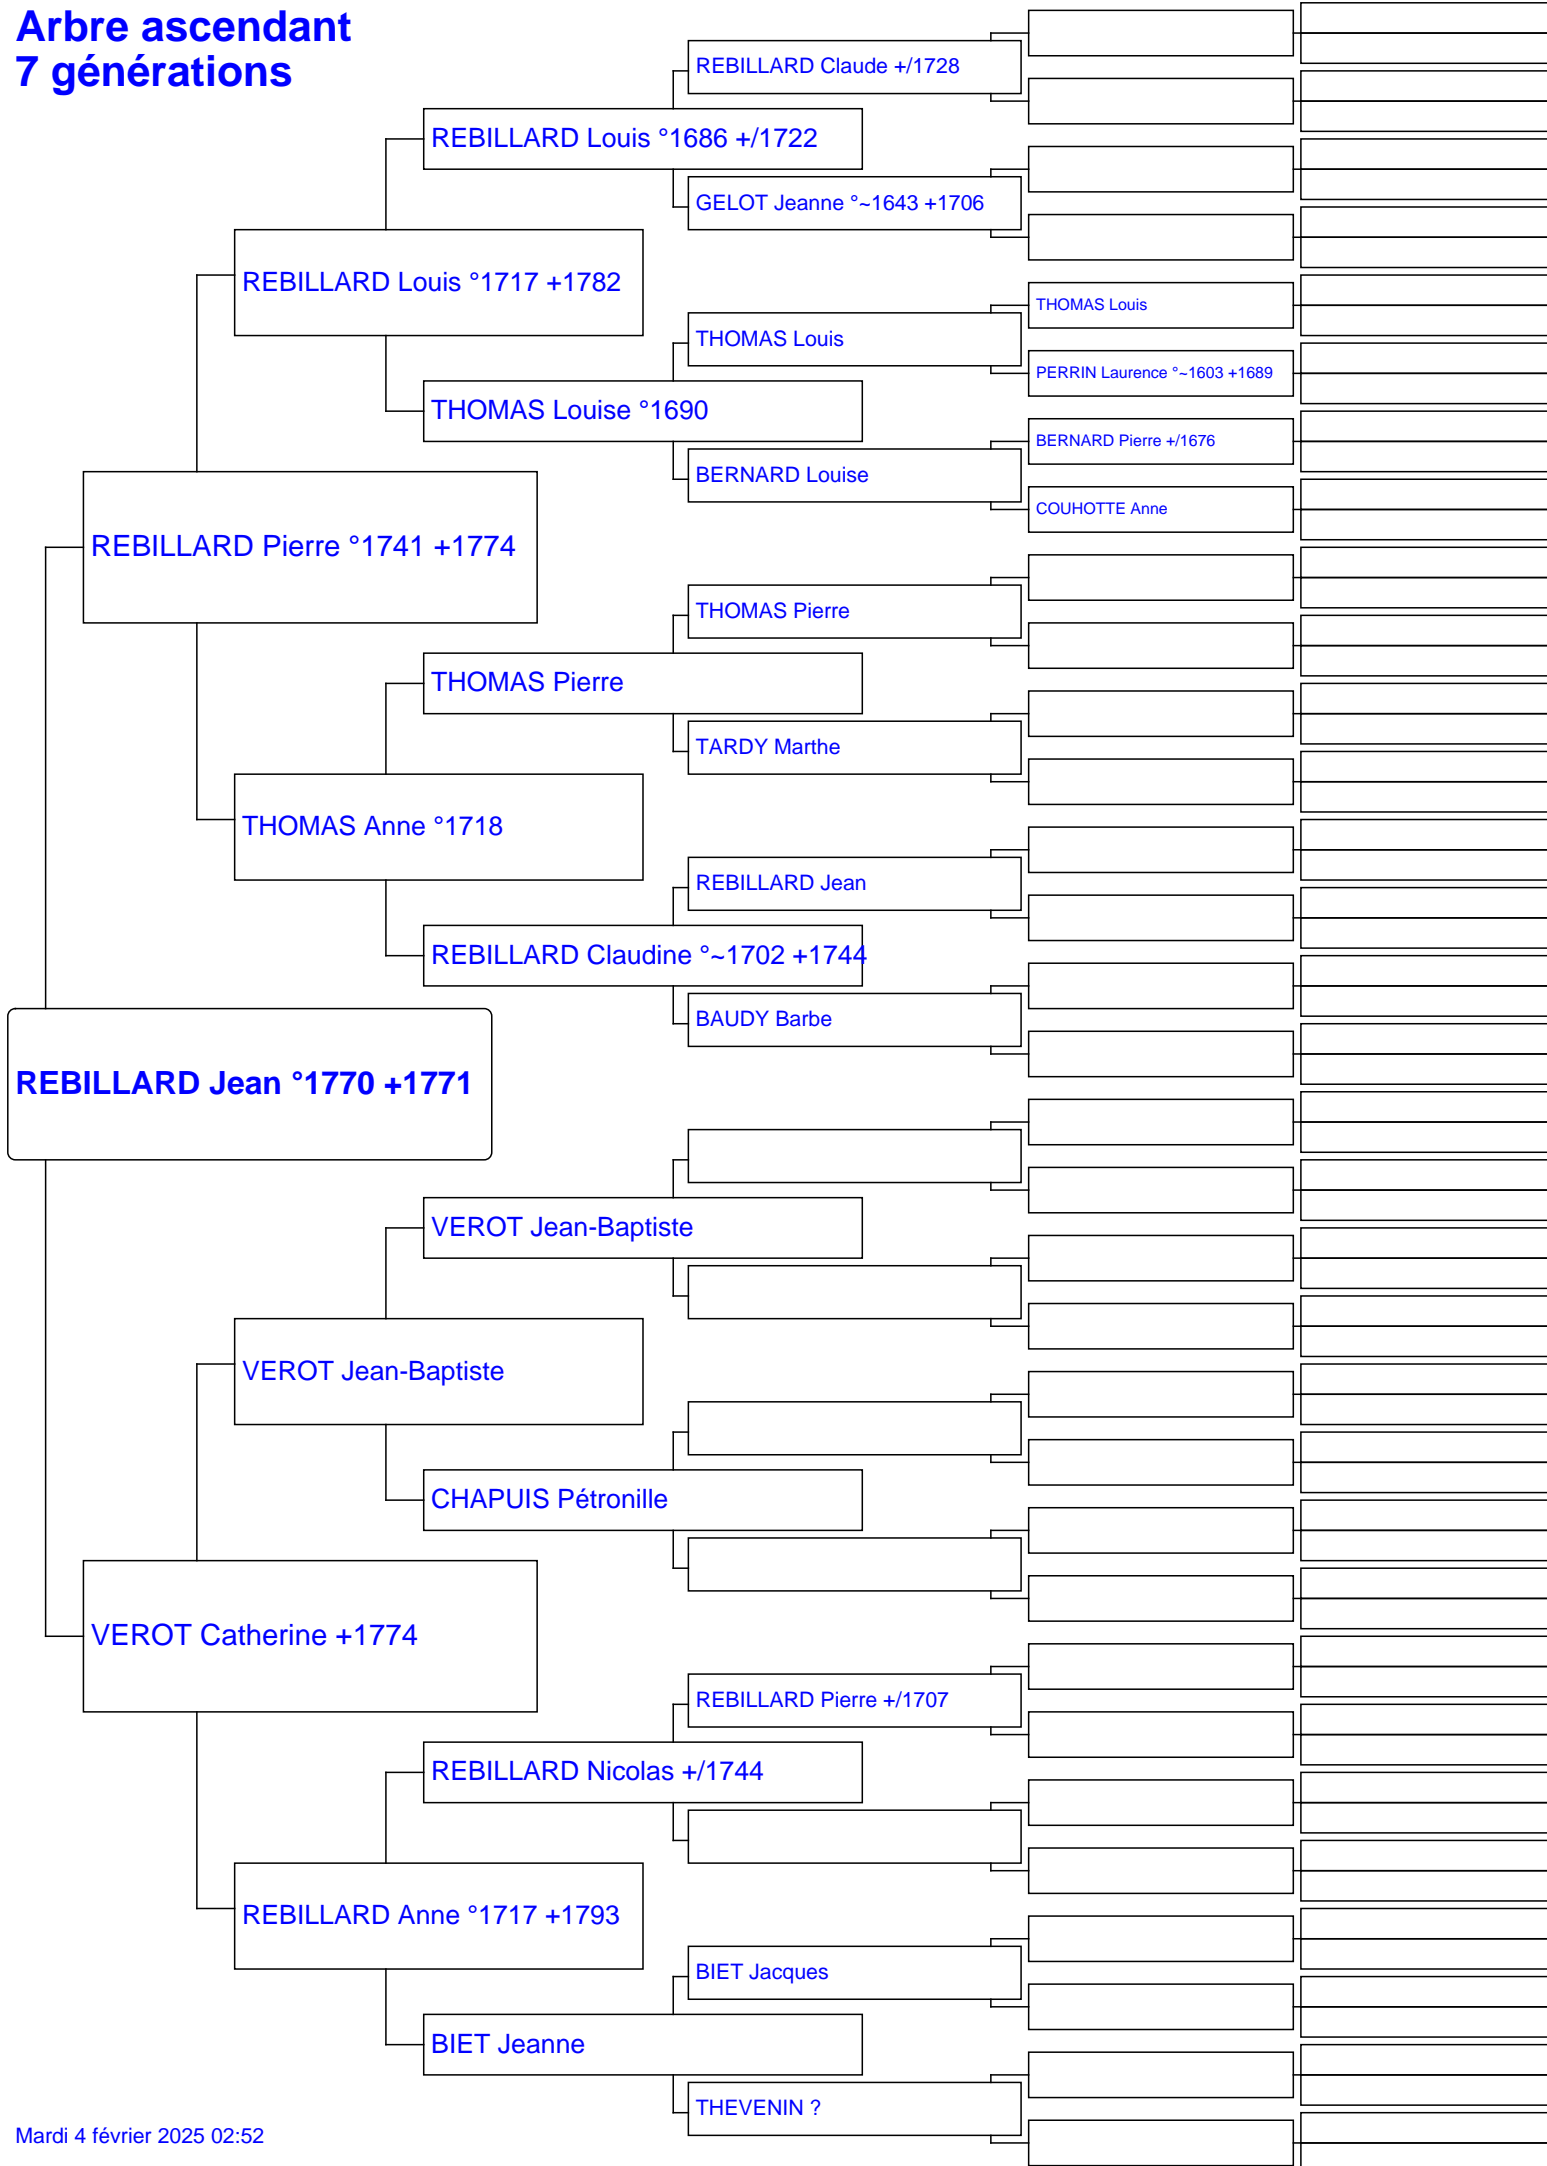 Arbre ascendant
7 générations
REBILLARD Claude +/1728
REBILLARD Louis °1686 +/1722
GELOT Jeanne °~1643 +1706
REBILLARD Louis °1717 +1782
THOMAS Louis
THOMAS Louis
PERRIN Laurence °~1603 +1689
THOMAS Louise °1690
BERNARD Pierre +/1676
BERNARD Louise
COUHOTTE Anne
REBILLARD Pierre °1741 +1774
THOMAS Pierre
THOMAS Pierre
TARDY Marthe
THOMAS Anne °1718
REBILLARD Jean
REBILLARD Claudine °~1702 +1744
BAUDY Barbe
REBILLARD Jean °1770 +1771
VEROT Jean-Baptiste
VEROT Jean-Baptiste
CHAPUIS Pétronille
VEROT Catherine +1774
REBILLARD Pierre +/1707
REBILLARD Nicolas +/1744
REBILLARD Anne °1717 +1793
BIET Jacques
BIET Jeanne
THEVENIN ?
Mardi 4 février 2025 02:52